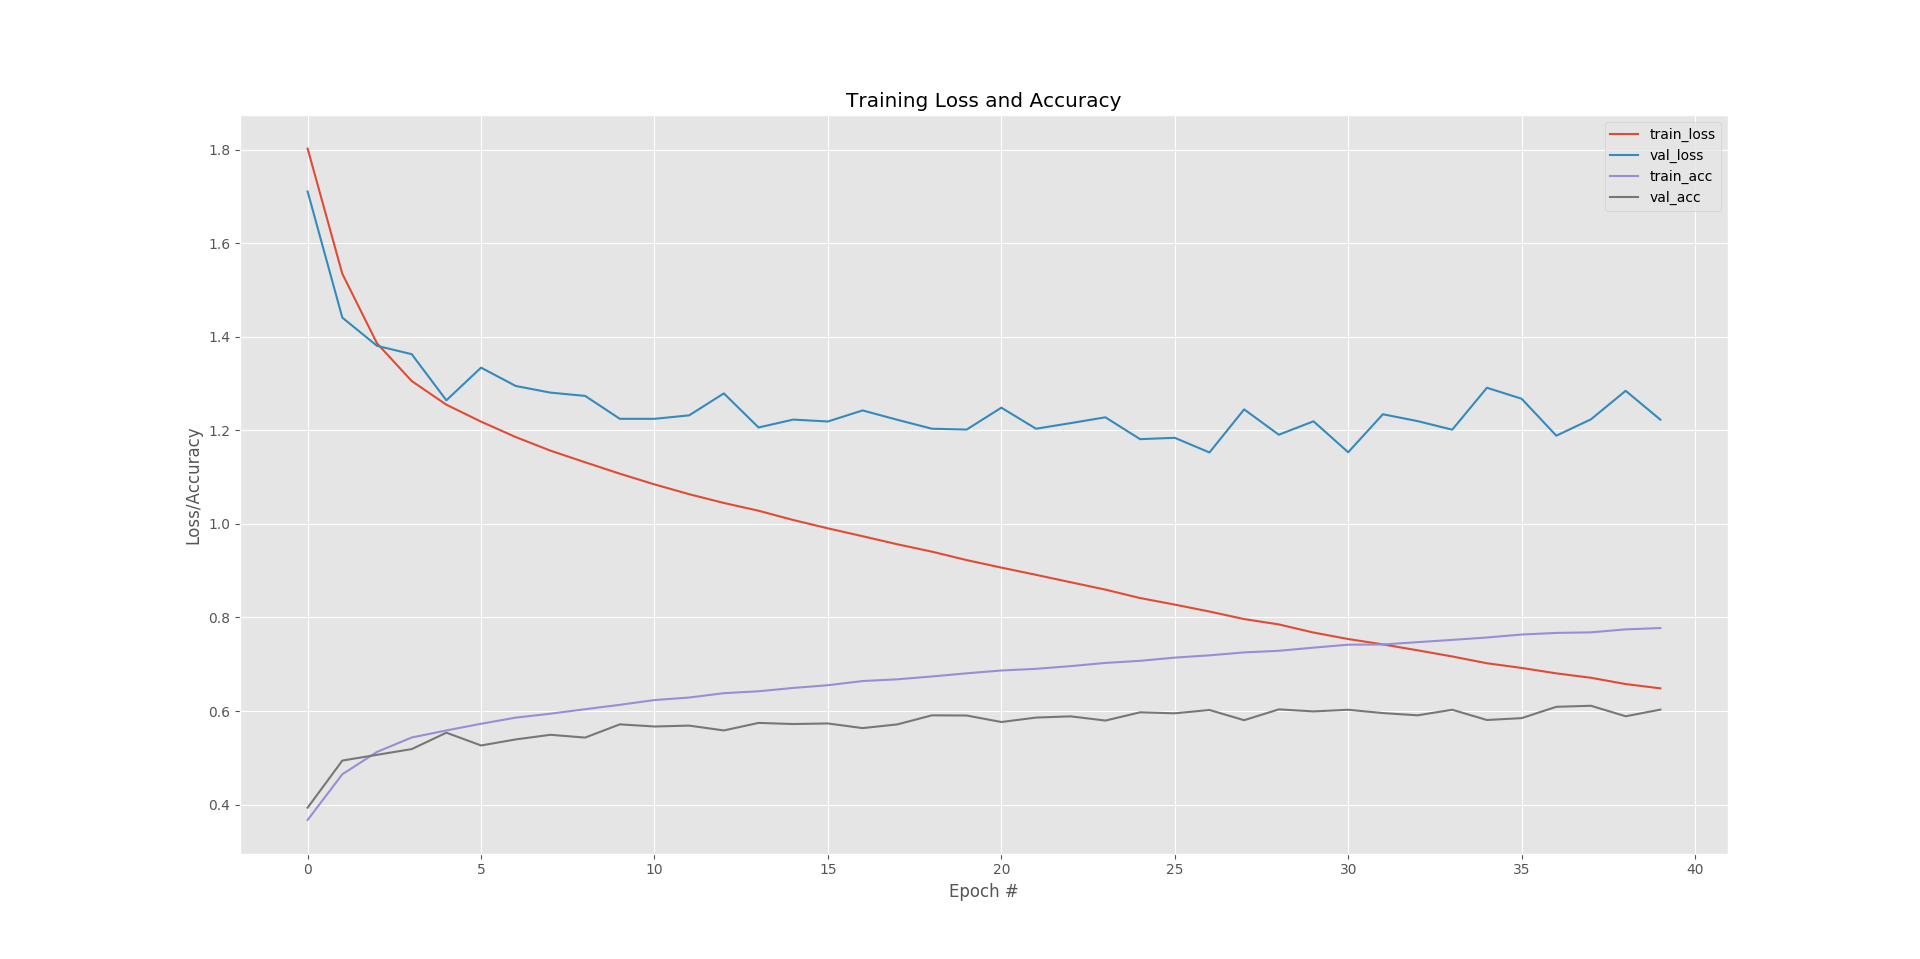 Training Loss and Accuracy
train_loss
val_loss
train_acc
val_acc
1.8
1.6
1.4
1.2
1.0
0.8
0.6
0.4
Loss/Accuracy
0 5 10 15 20 25 30 35 40
Epoch #